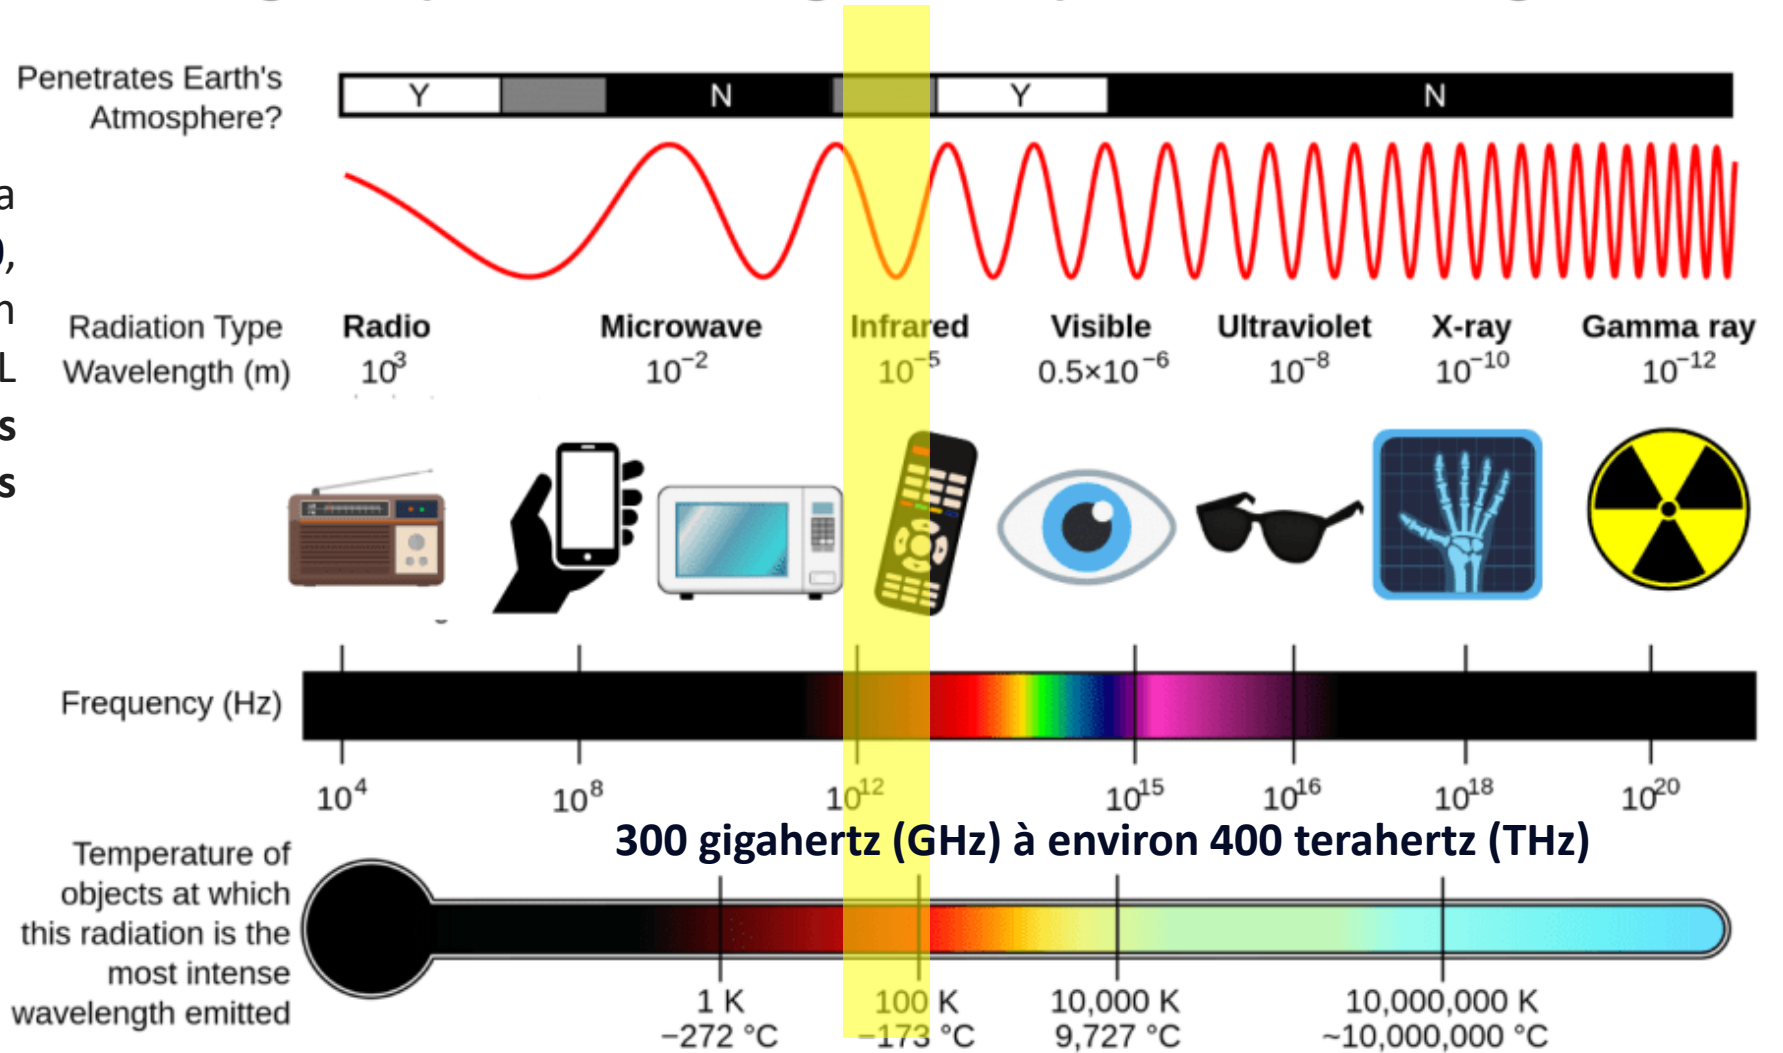 Penetrates Earth's
Atmosphere?
Y N Y N
a
,
n
L
s
s
Radiation Type Radio Microwave Infrared Visible Ultraviolet X-ray Gamma ray
Wavelength (m) 10³ 10⁻² 10⁻⁵ 0.5×10⁻⁶ 10⁻⁸ 10⁻¹⁰ 10⁻¹²
Frequency (Hz)
10⁴ 10⁸ 10¹² 10¹⁵ 10¹⁶ 10¹⁸ 10²⁰
300 gigahertz (GHz) à environ 400 terahertz (THz)
Temperature of
objects at which
this radiation is the
most intense
wavelength emitted
1 K 100 K 10,000 K 10,000,000 K
−272 °C −173 °C 9,727 °C ~10,000,000 °C